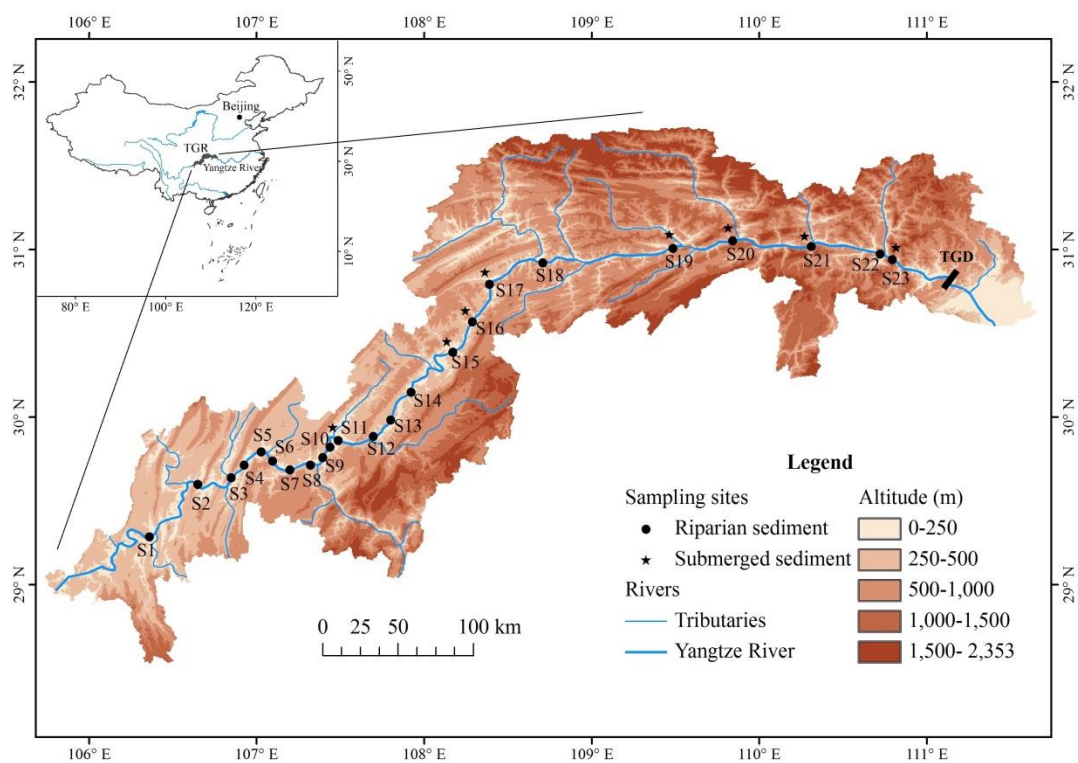 106° E 107° E 108° E 109° E 110° E 111° E
32° N
31° N
30° N
29° N
50° N
30° N
10° N
80° E 100° E 120° E
Beijing
TGR
Yangtze River
32° N
31° N
30° N
29° N
S1
S2
S3
S4
S5
S6
S7
S8
S9
S10
S11
S12
S13
S14
S15
S16
S17
S18
S19
S20
S21
S22
S23
TGD
Legend
Sampling sites
Riparian sediment
Submerged sediment
Rivers
Tributaries
Yangtze River
Altitude (m)
0-250
250-500
500-1,000
1,000-1,500
1,500- 2,353
0 25 50 100 km
106° E 107° E 108° E 109° E 110° E 111° E